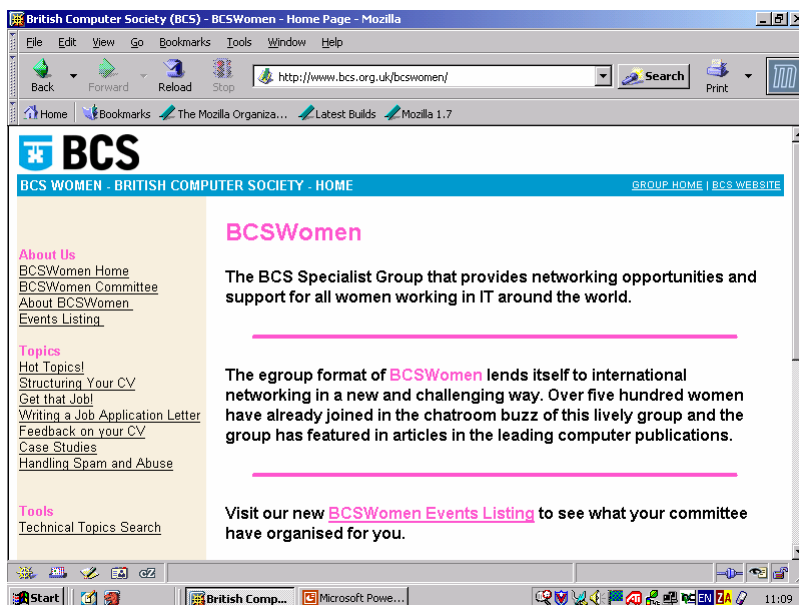 British Computer Society (BCS) - BCSWomen - Home Page - Mozilla
File Edit View Go Bookmarks Tools Window Help
Back Forward Reload Stop http://www.bcs.org.uk/bcswomen/ Search Print
Home Bookmarks The Mozilla Organiza... Latest Builds Mozilla 1.7
BCS
BCS WOMEN - BRITISH COMPUTER SOCIETY - HOME GROUP HOME | BCS WEBSITE
About Us
BCSWomen Home
BCSWomen Committee
About BCSWomen
Events Listing
Topics
Hot Topics!
Structuring Your CV
Get that Job!
Writing a Job Application Letter
Feedback on your CV
Case Studies
Handling Spam and Abuse
Tools
Technical Topics Search
BCSWomen
The BCS Specialist Group that provides networking opportunities and
support for all women working in IT around the world.
The egroup format of BCSWomen lends itself to international
networking in a new and challenging way. Over five hundred women
have already joined in the chatroom buzz of this lively group and the
group has featured in articles in the leading computer publications.
Visit our new BCSWomen Events Listing to see what your committee
have organised for you.
Start British Comp... Microsoft Powe... EN ZA 11:09